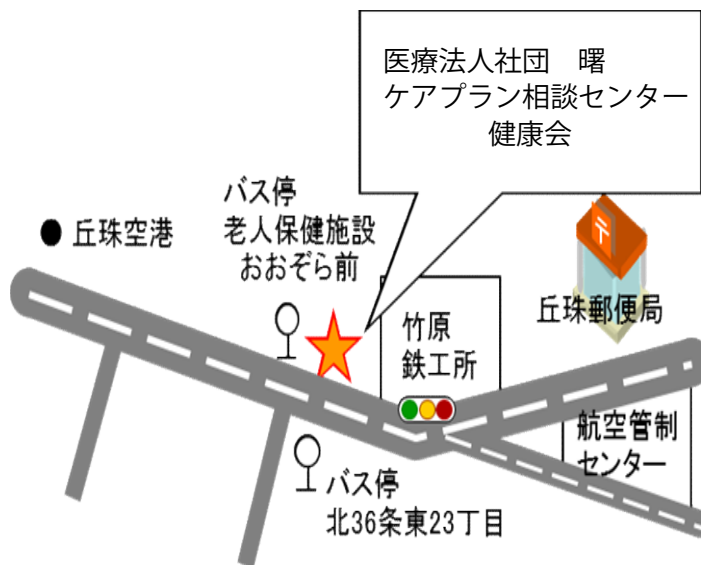 医療法人社団　曙
ケアプラン相談センター
健康会
バス停
老人保健施設
おおぞら前
丘珠空港
竹原
鉄工所
〒
丘珠郵便局
航空管制
センター
バス停
北36条東23丁目